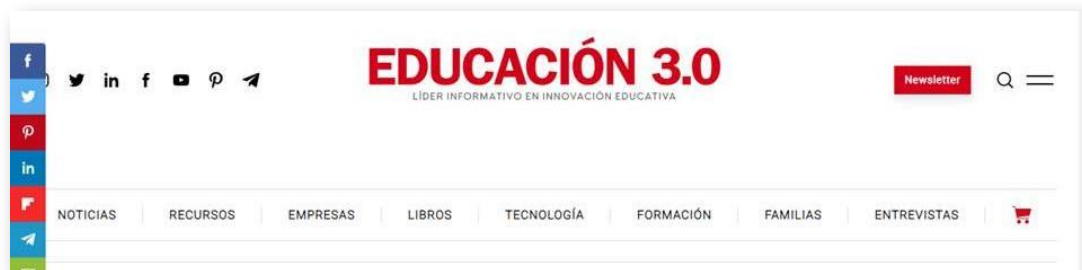 EDUCACIÓN 3.0
LÍDER INFORMATIVO EN INNOVACIÓN EDUCATIVA
Newsletter
NOTICIAS RECURSOS EMPRESAS LIBROS TECNOLOGÍA FORMACIÓN FAMILIAS ENTREVISTAS